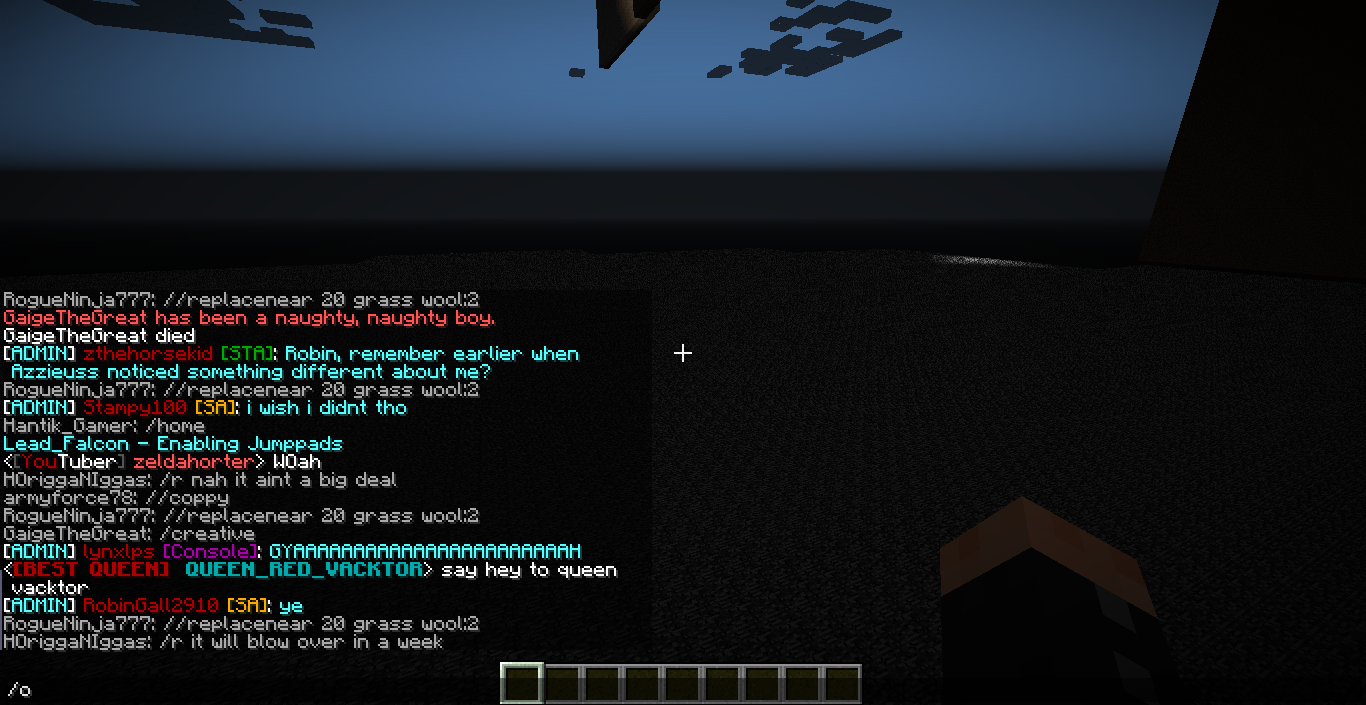 RogueNinja777: //replacenear 20 grass wool:2
GaigeTheGreat has been a naughty, naughty boy.
GaigeTheGreat died
[ADMIN] zthehorsekid [STA]: Robin, remember earlier when
Azzieuss noticed something different about me?
RogueNinja777: //replacenear 20 grass wool:2
[ADMIN] Stampy100 [SA]: i wish i didnt tho
Hantik_Gamer: /home
Lead_Falcon - Enabling Jumppads
<[YouTuber] zeldahorter> WOah
HOriggaNIggas: /r nah it aint a big deal
armyforce78: //coppy
RogueNinja777: //replacenear 20 grass wool:2
GaigeTheGreat: /creative
[ADMIN] lynxlps [Console]: GYAAAAAAAAAAAAAAAAAAAAAAAH
<[BEST QUEEN] QUEEN_RED_VACKTOR> say hey to queen
vacktor
[ADMIN] RobinGall2910 [SA]: ye
RogueNinja777: //replacenear 20 grass wool:2
HOriggaNIggas: /r it will blow over in a week
/o